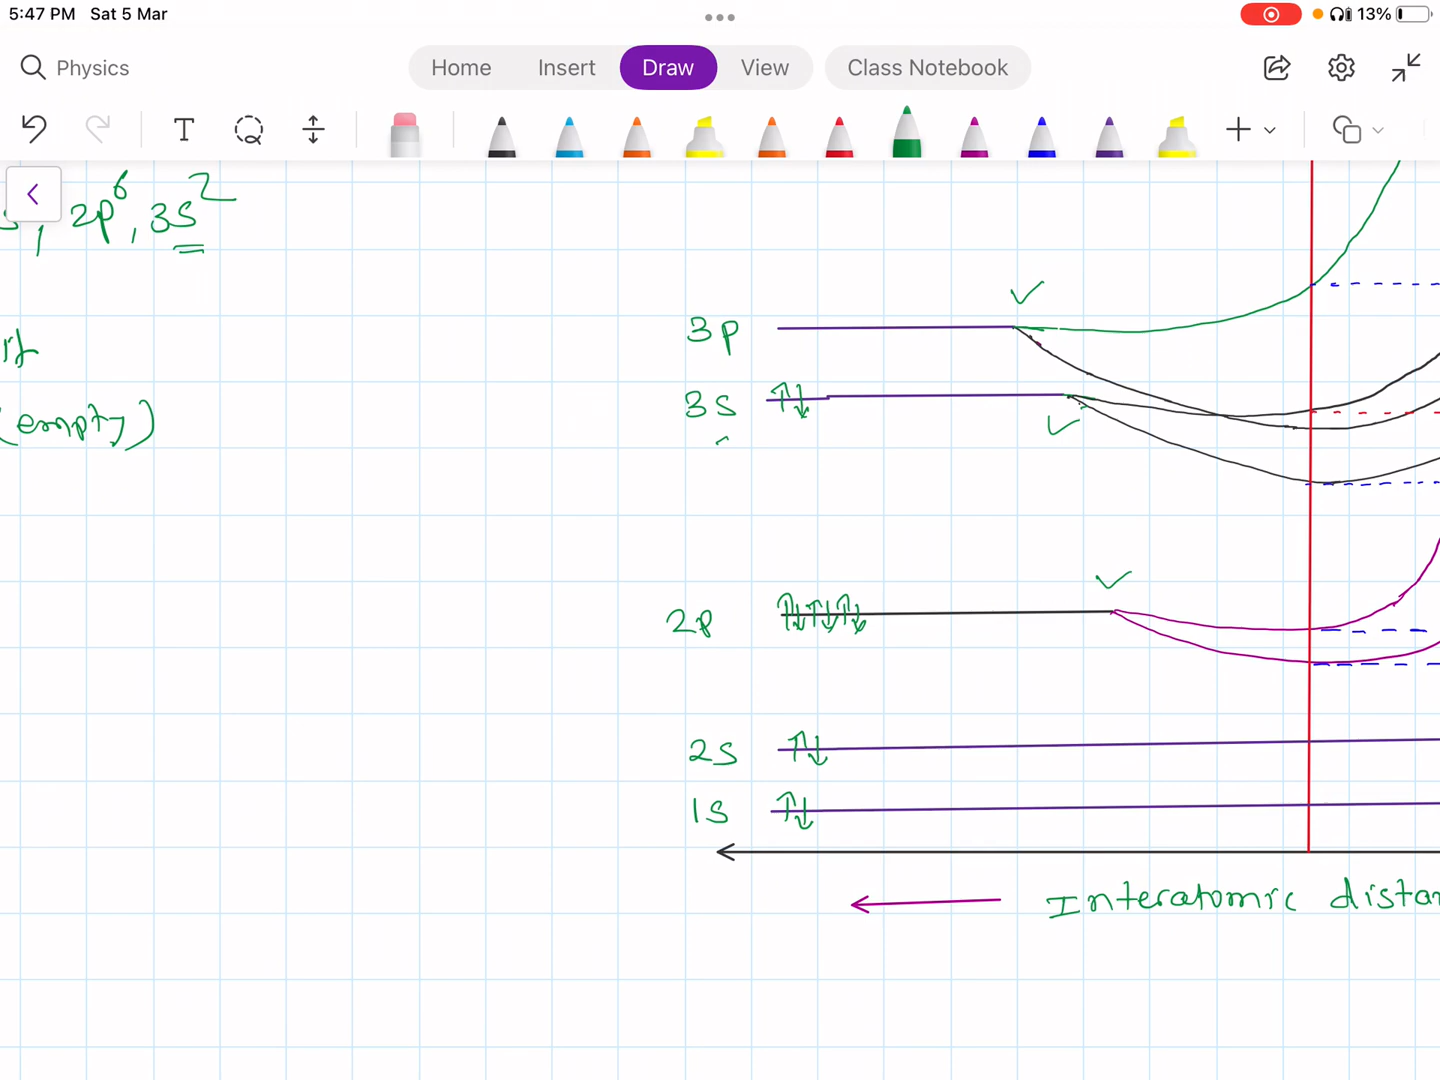 5:47 PM Sat 5 Mar
13%
Physics
Home Insert Draw View Class Notebook
T
, 2p⁶, 3s²
(empty)
3p
3s
2p
2s
1s
Interatomic distan